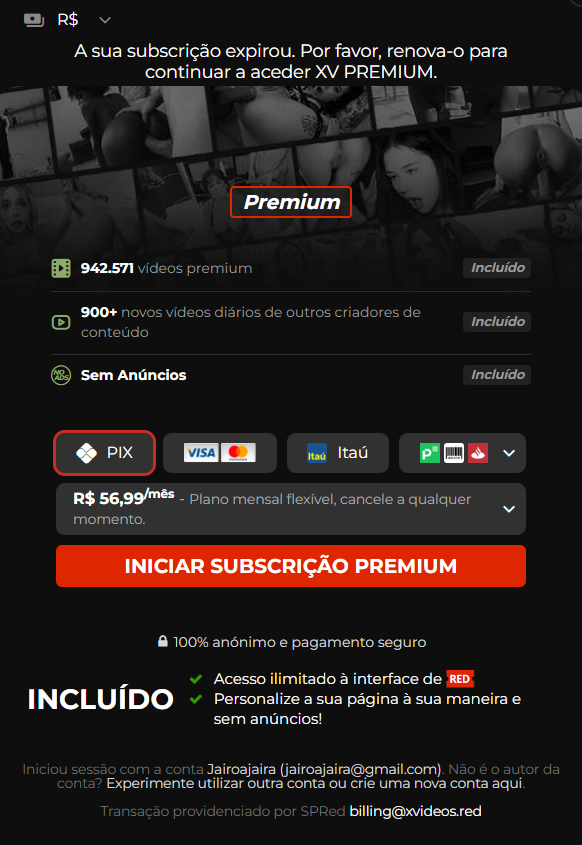 R$
A sua subscrição expirou. Por favor, renova-o para
continuar a aceder XV PREMIUM.
Premium
942.571 vídeos premium Incluído
900+ novos vídeos diários de outros criadores de
conteúdo Incluído
NO ADS Sem Anúncios Incluído
PIX VISA mastercard Itaú Itaú
R$ 56,99/mês - Plano mensal flexível, cancele a qualquer
momento.
INICIAR SUBSCRIÇÃO PREMIUM
100% anónimo e pagamento seguro
INCLUÍDO
Acesso ilimitado à interface de RED
Personalize a sua página à sua maneira e
sem anúncios!
Iniciou sessão com a conta Jairoajaira (jairoajaira@gmail.com). Não é o autor da
conta? Experimente utilizar outra conta ou crie uma nova conta aqui.
Transação providenciado por SPRed billing@xvideos.red